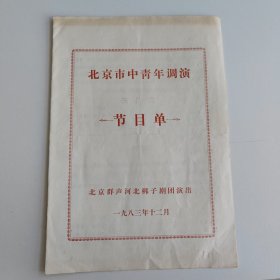 北京市中青年调演
节目单
北京群声河北梆子剧团演出
一九八三年十二月